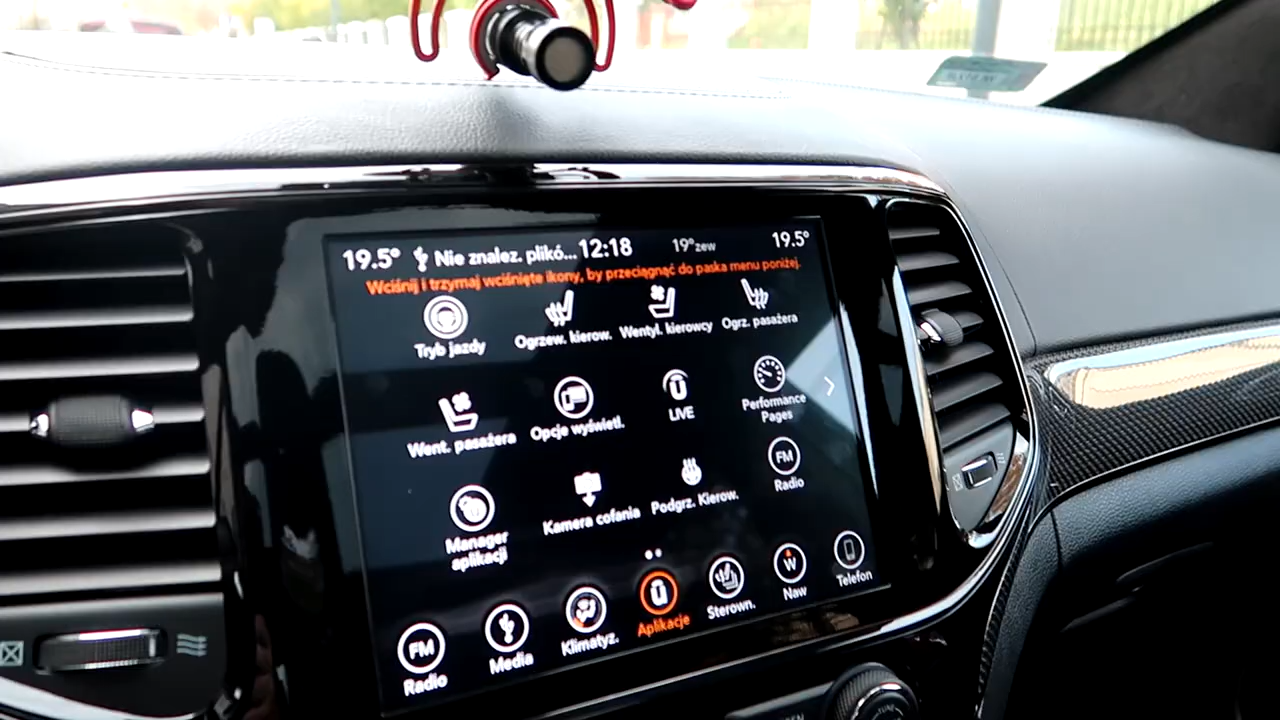 19.5° Nie znalez. plikó... 12:18 19° zew 19.5°
Wciśnij i trzymaj wciśnięte ikony, by przeciągnąć do paska menu poniżej.
Tryb jazdy
Ogrzew. kierow.
Wentyl. kierowcy
Ogrz. pasażera
Went. pasażera
Opcje wyświetl.
LIVE
Performance
Pages
Manager
aplikacji
Kamera cofania
Podgrz. Kierow.
FM
Radio
FM
Radio
Media
Klimatyz.
Aplikacje
Sterown.
W
Naw
Telefon
TUNE